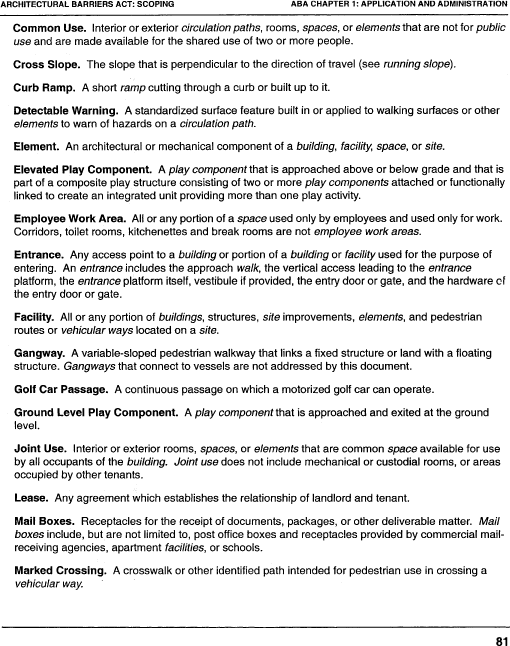 ARCHITECTURAL BARRIERS ACT: SCOPING ABA CHAPTER 1: APPLICATION AND ADMINISTRATION
Common Use. Interior or exterior circulation paths, rooms, spaces, or elements that are not for public
use and are made available for the shared use of two or more people.
Cross Slope. The slope that is perpendicular to the direction of travel (see running slope).
Curb Ramp. A short ramp cutting through a curb or built up to it.
Detectable Warning. A standardized surface feature built in or applied to walking surfaces or other
elements to warn of hazards on a circulation path.
Element. An architectural or mechanical component of a building, facility, space, or site.
Elevated Play Component. A play component that is approached above or below grade and that is
part of a composite play structure consisting of two or more play components attached or functionally
linked to create an integrated unit providing more than one play activity.
Employee Work Area. All or any portion of a space used only by employees and used only for work.
Corridors, toilet rooms, kitchenettes and break rooms are not employee work areas.
Entrance. Any access point to a building or portion of a building or facility used for the purpose of
entering. An entrance includes the approach walk, the vertical access leading to the entrance
platform, the entrance platform itself, vestibule if provided, the entry door or gate, and the hardware of
the entry door or gate.
Facility. All or any portion of buildings, structures, site improvements, elements, and pedestrian
routes or vehicular ways located on a site.
Gangway. A variable-sloped pedestrian walkway that links a fixed structure or land with a floating
structure. Gangways that connect to vessels are not addressed by this document.
Golf Car Passage. A continuous passage on which a motorized golf car can operate.
Ground Level Play Component. A play component that is approached and exited at the ground
level.
Joint Use. Interior or exterior rooms, spaces, or elements that are common space available for use
by all occupants of the building. Joint use does not include mechanical or custodial rooms, or areas
occupied by other tenants.
Lease. Any agreement which establishes the relationship of landlord and tenant.
Mail Boxes. Receptacles for the receipt of documents, packages, or other deliverable matter. Mail
boxes include, but are not limited to, post office boxes and receptacles provided by commercial mail-
receiving agencies, apartment facilities, or schools.
Marked Crossing. A crosswalk or other identified path intended for pedestrian use in crossing a
vehicular way.
81